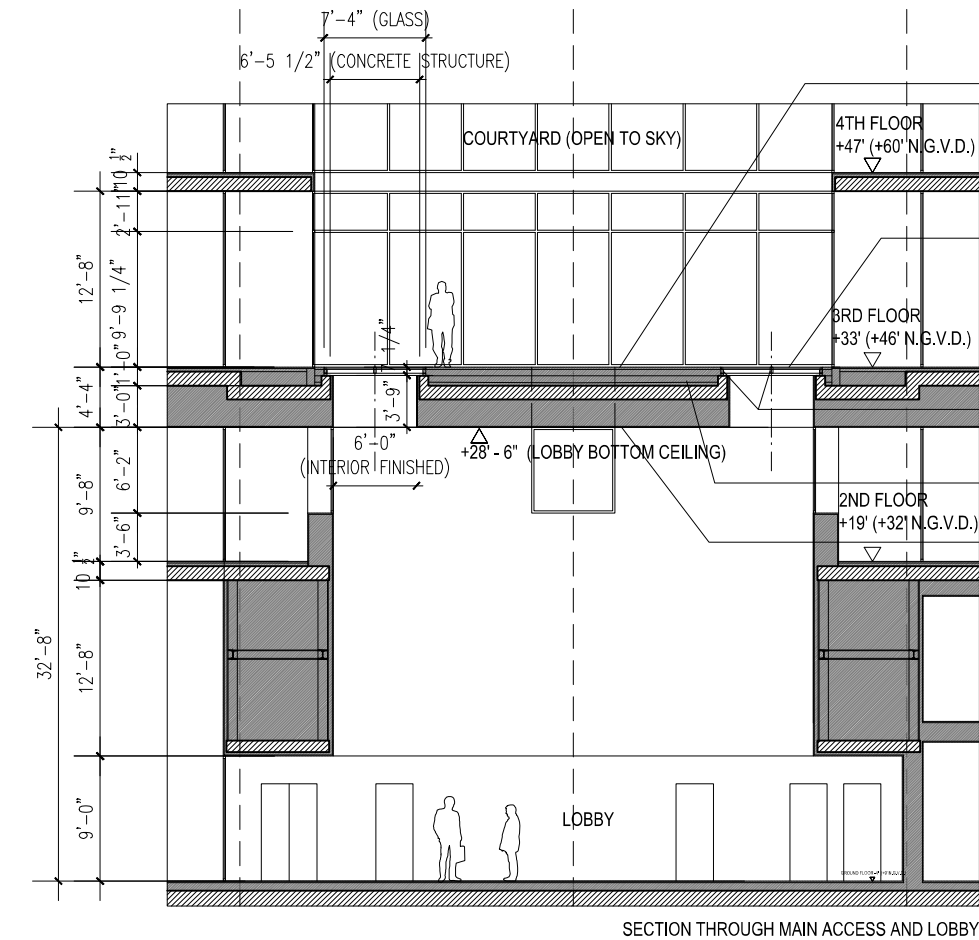 7'-4" (GLASS)
6'-5 1/2" (CONCRETE STRUCTURE)
COURTYARD (OPEN TO SKY)
4TH FLOOR
+47' (+60' N.G.V.D.)
10 1/2"
2'-11"
12'-8"
9'-9 1/4"
3RD FLOOR
+33' (+46' N.G.V.D.)
1'-0"
4'-4"
3'-0"
3'-9"
6'-0"
(INTERIOR FINISHED)
+28' - 6" (LOBBY BOTTOM CEILING)
6'-2"
9'-8"
3'-6"
2ND FLOOR
+19' (+32' N.G.V.D.)
10 1/2"
12'-8"
32'-8"
9'-0"
LOBBY
SECTION THROUGH MAIN ACCESS AND LOBBY